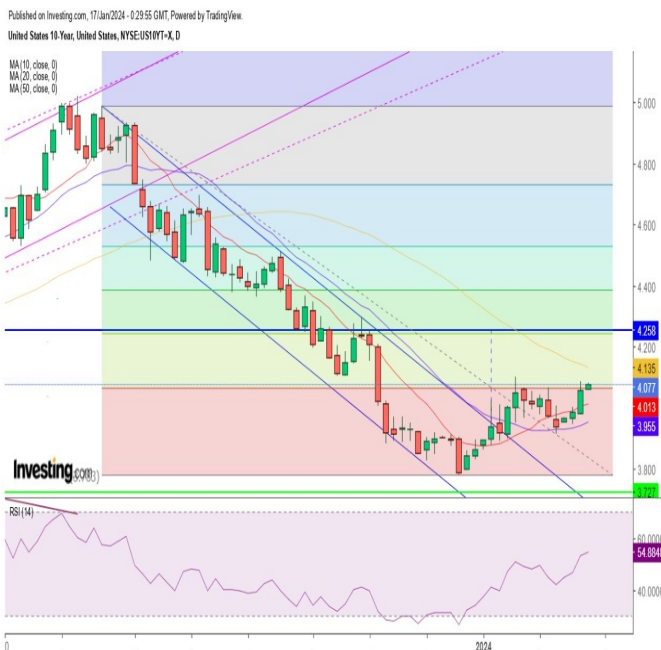 Published on Investing.com, 17/Jan/2024 - 0:29:55 GMT, Powered by TradingView.
United States 10-Year, United States, NYSE:US10YT=X, D
MA (10, close, 0)
MA (20, close, 0)
MA (50, close, 0)
5.000
4.800
4.600
4.400
4.258
4.200
4.135
4.077
4.013
3.955
3.800
3.727
Investing.com
RSI (14)
60.0000
54.8848
40.0000
0
2024